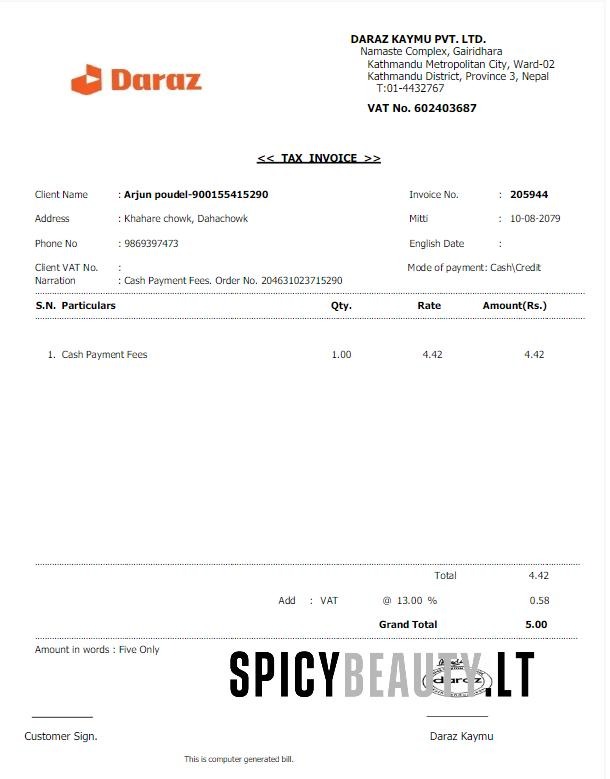 DARAZ KAYMU PVT. LTD.
Namaste Complex, Gairidhara
Kathmandu Metropolitan City, Ward-02
Kathmandu District, Province 3, Nepal
T:01-4432767
Daraz
VAT No. 602403687
<< TAX INVOICE >>
Client Name : Arjun poudel-900155415290 Invoice No. : 205944
Address : Khahare chowk, Dahachowk Mitti : 10-08-2079
Phone No : 9869397473 English Date :
Client VAT No. : Mode of payment: Cash\Credit
Narration : Cash Payment Fees. Order No. 204631023715290
S.N. Particulars Qty. Rate Amount(Rs.)
1. Cash Payment Fees 1.00 4.42 4.42
Total 4.42
Add : VAT @ 13.00 % 0.58
Grand Total 5.00
Amount in words : Five Only
SPICYBEAUTY.LT
daraz
Customer Sign. Daraz Kaymu
This is computer generated bill.